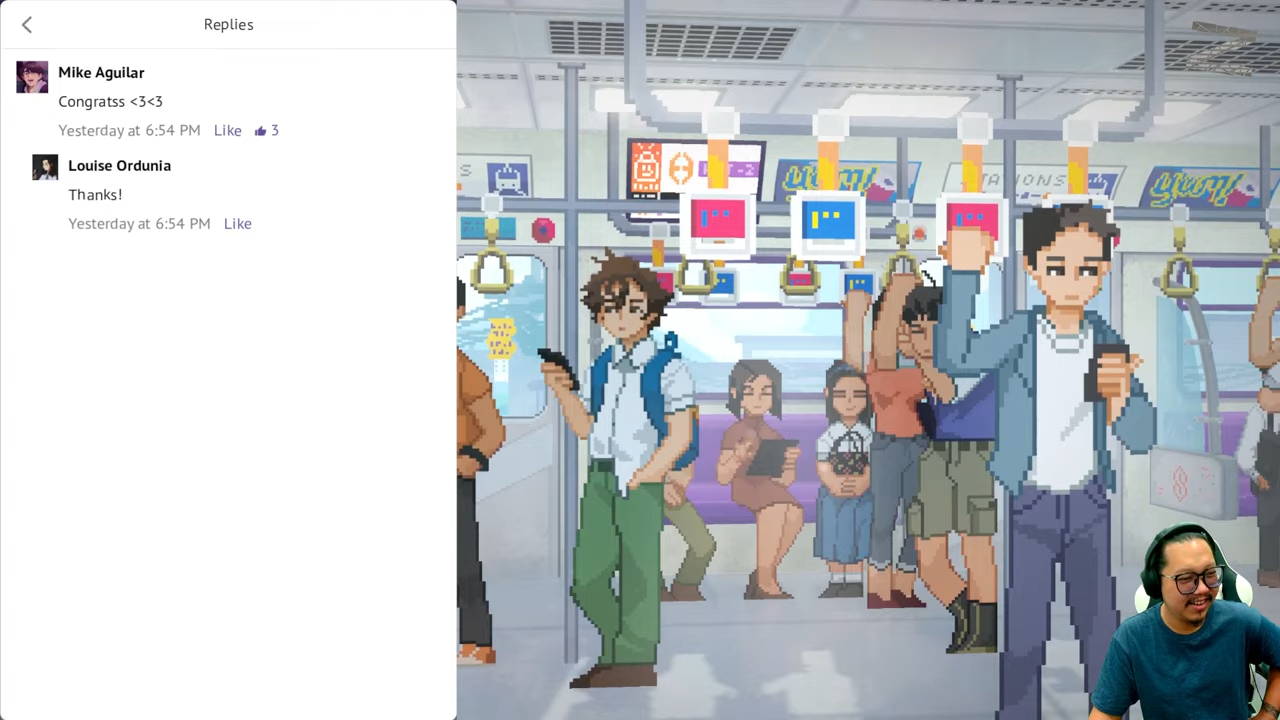 Replies
Mike Aguilar
Congratss <3<3
Yesterday at 6:54 PM Like 3
Louise Ordunia
Thanks!
Yesterday at 6:54 PM Like
Yum!
Yum!